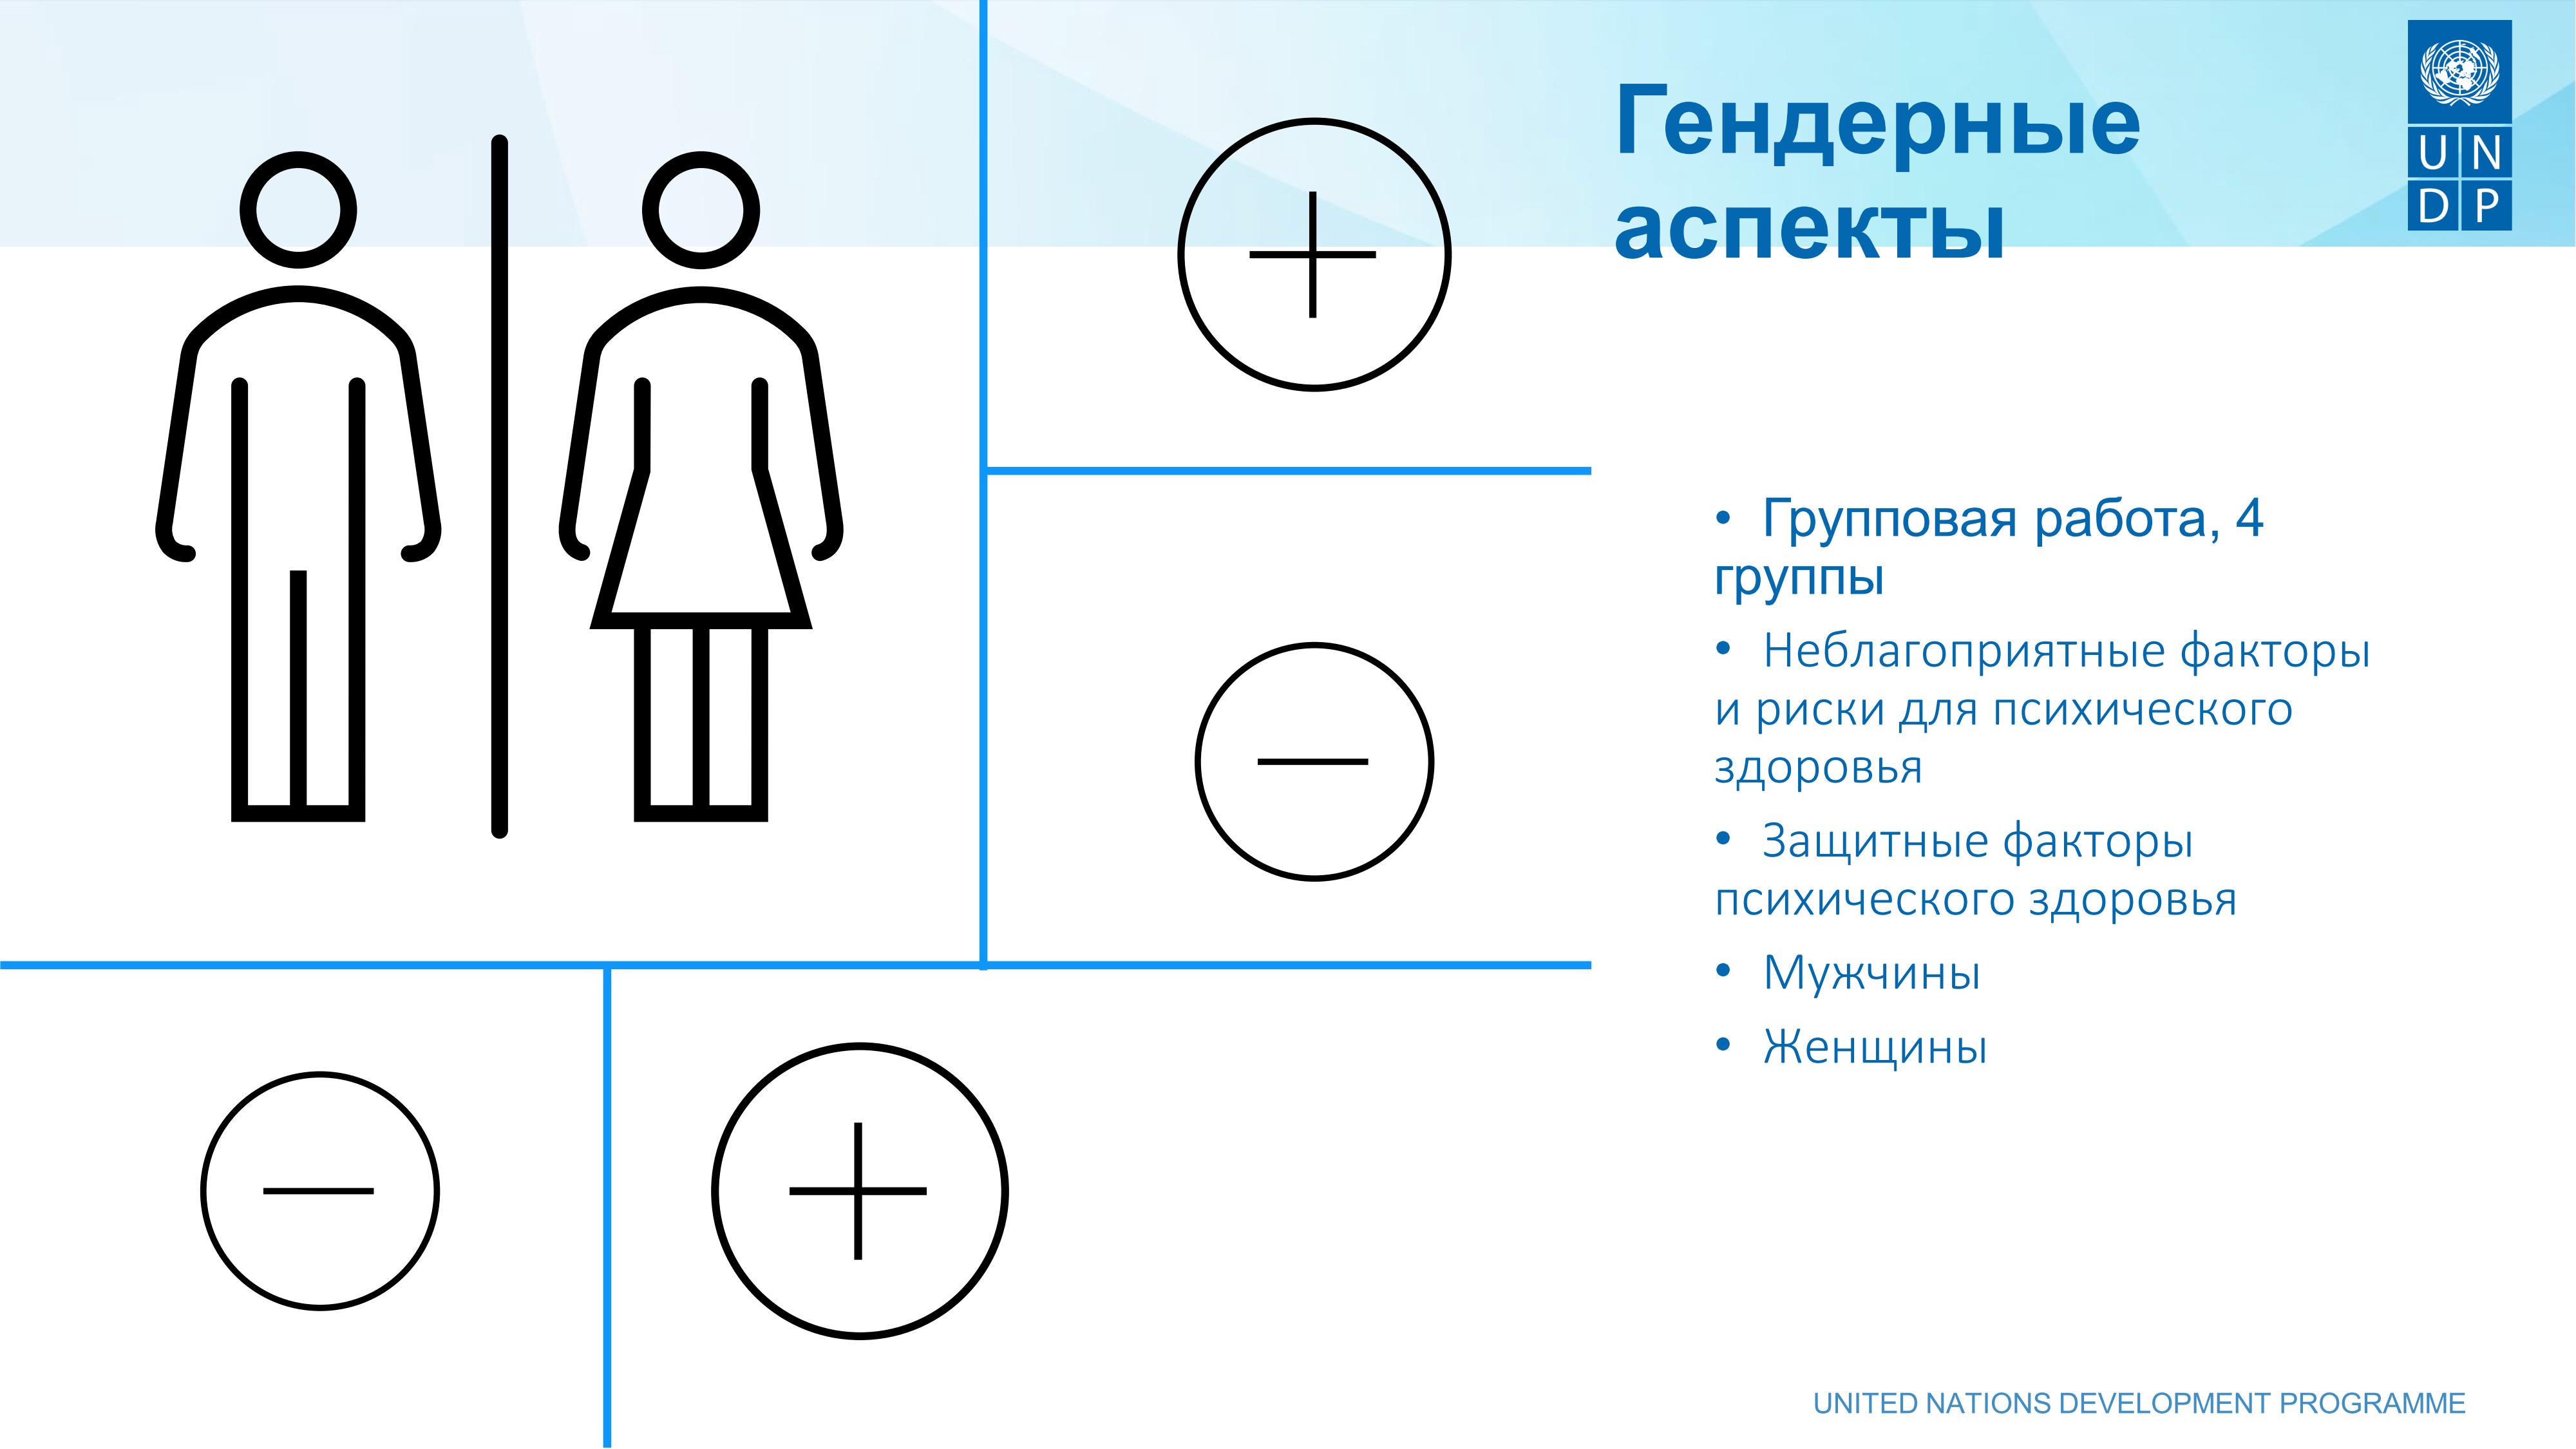 Гендерные
аспекты
U N
D P
• Групповая работа, 4
группы
• Неблагоприятные факторы
и риски для психического
здоровья
• Защитные факторы
психического здоровья
• Мужчины
• Женщины
UNITED NATIONS DEVELOPMENT PROGRAMME